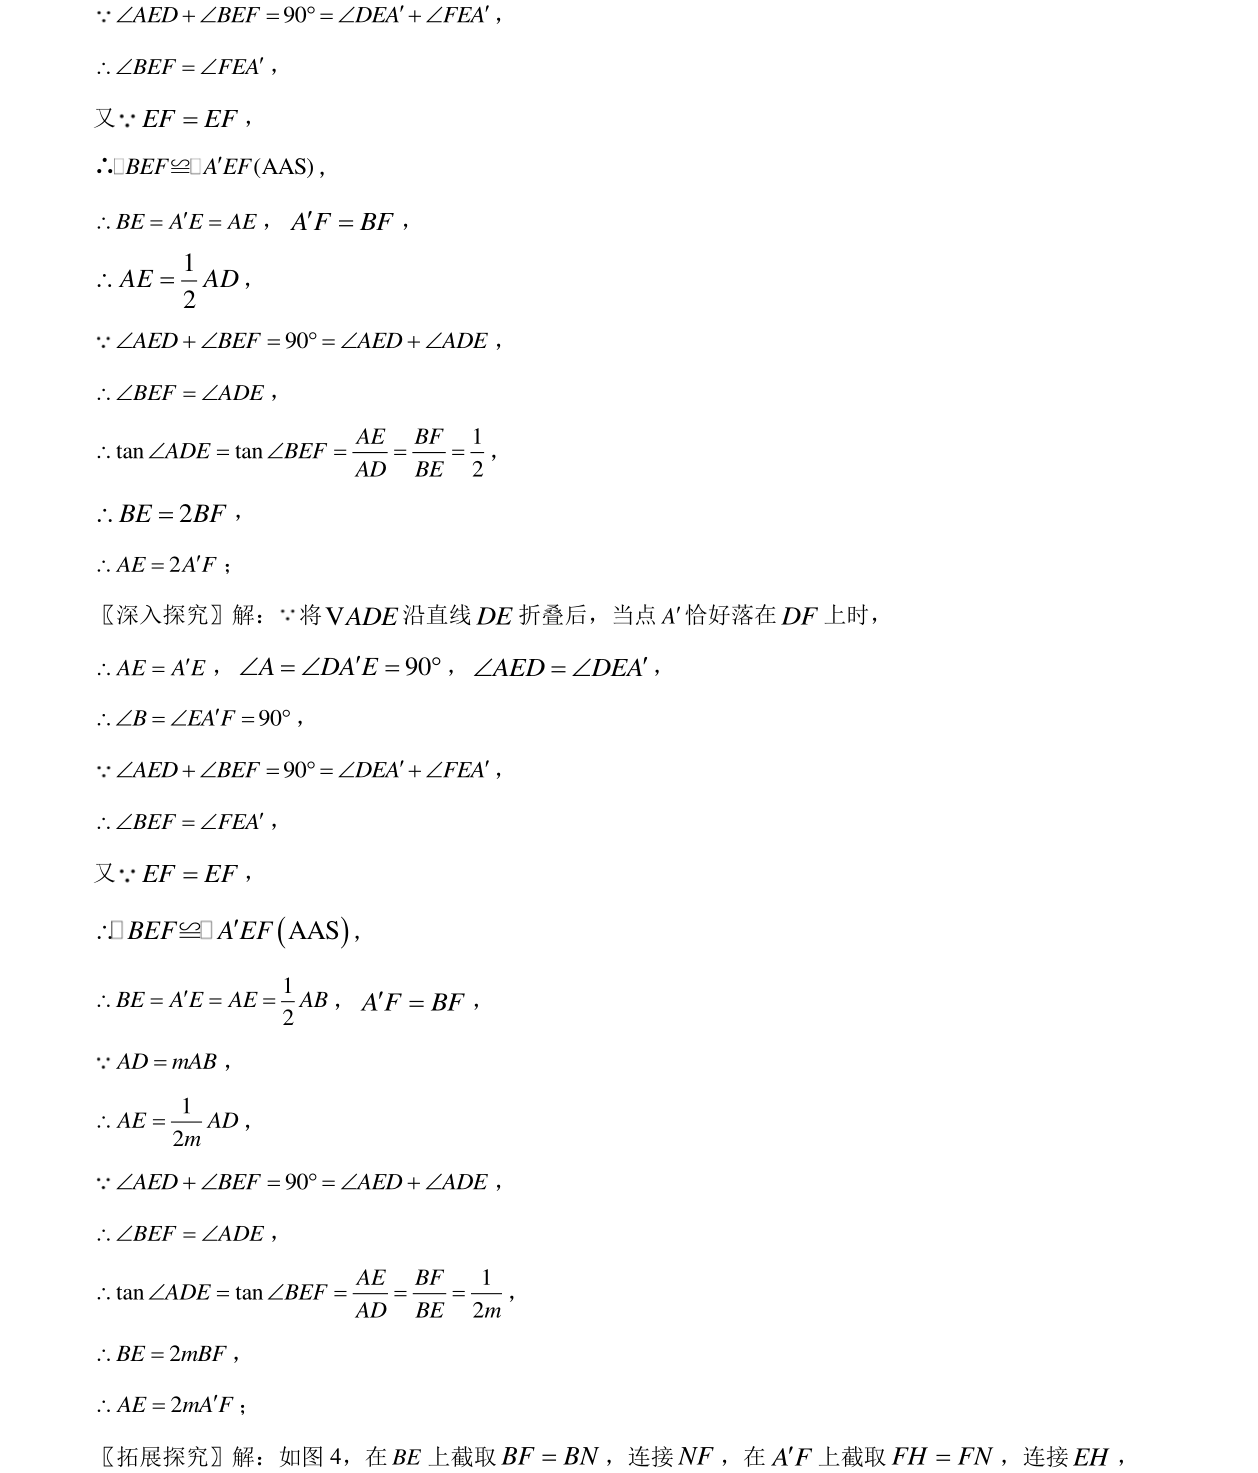 ∵∠AED+∠BEF=90°=∠DEA′+∠FEA′，
∴∠BEF=∠FEA′，
又∵EF=EF，
∴□BEF≌□A′EF(AAS)，
∴BE=A′E=AE， A′F=BF，
∴AE=1/2AD，
∵∠AED+∠BEF=90°=∠AED+∠ADE，
∴∠BEF=∠ADE，
∴tan∠ADE=tan∠BEF=AE/AD=BF/BE=1/2，
∴BE=2BF，
∴AE=2A′F；
〖深入探究〗解：∵将VADE沿直线DE折叠后，当点A′恰好落在DF上时，
∴AE=A′E，∠A=∠DA′E=90°，∠AED=∠DEA′，
∴∠B=∠EA′F=90°，
∵∠AED+∠BEF=90°=∠DEA′+∠FEA′，
∴∠BEF=∠FEA′，
又∵EF=EF，
∴□BEF≌□A′EF(AAS)，
∴BE=A′E=AE=1/2AB， A′F=BF，
∵AD=mAB，
∴AE=1/2m AD，
∵∠AED+∠BEF=90°=∠AED+∠ADE，
∴∠BEF=∠ADE，
∴tan∠ADE=tan∠BEF=AE/AD=BF/BE=1/2m，
∴BE=2mBF，
∴AE=2mA′F；
〖拓展探究〗解：如图4，在BE上截取BF=BN，连接NF，在A′F上截取FH=FN，连接EH，